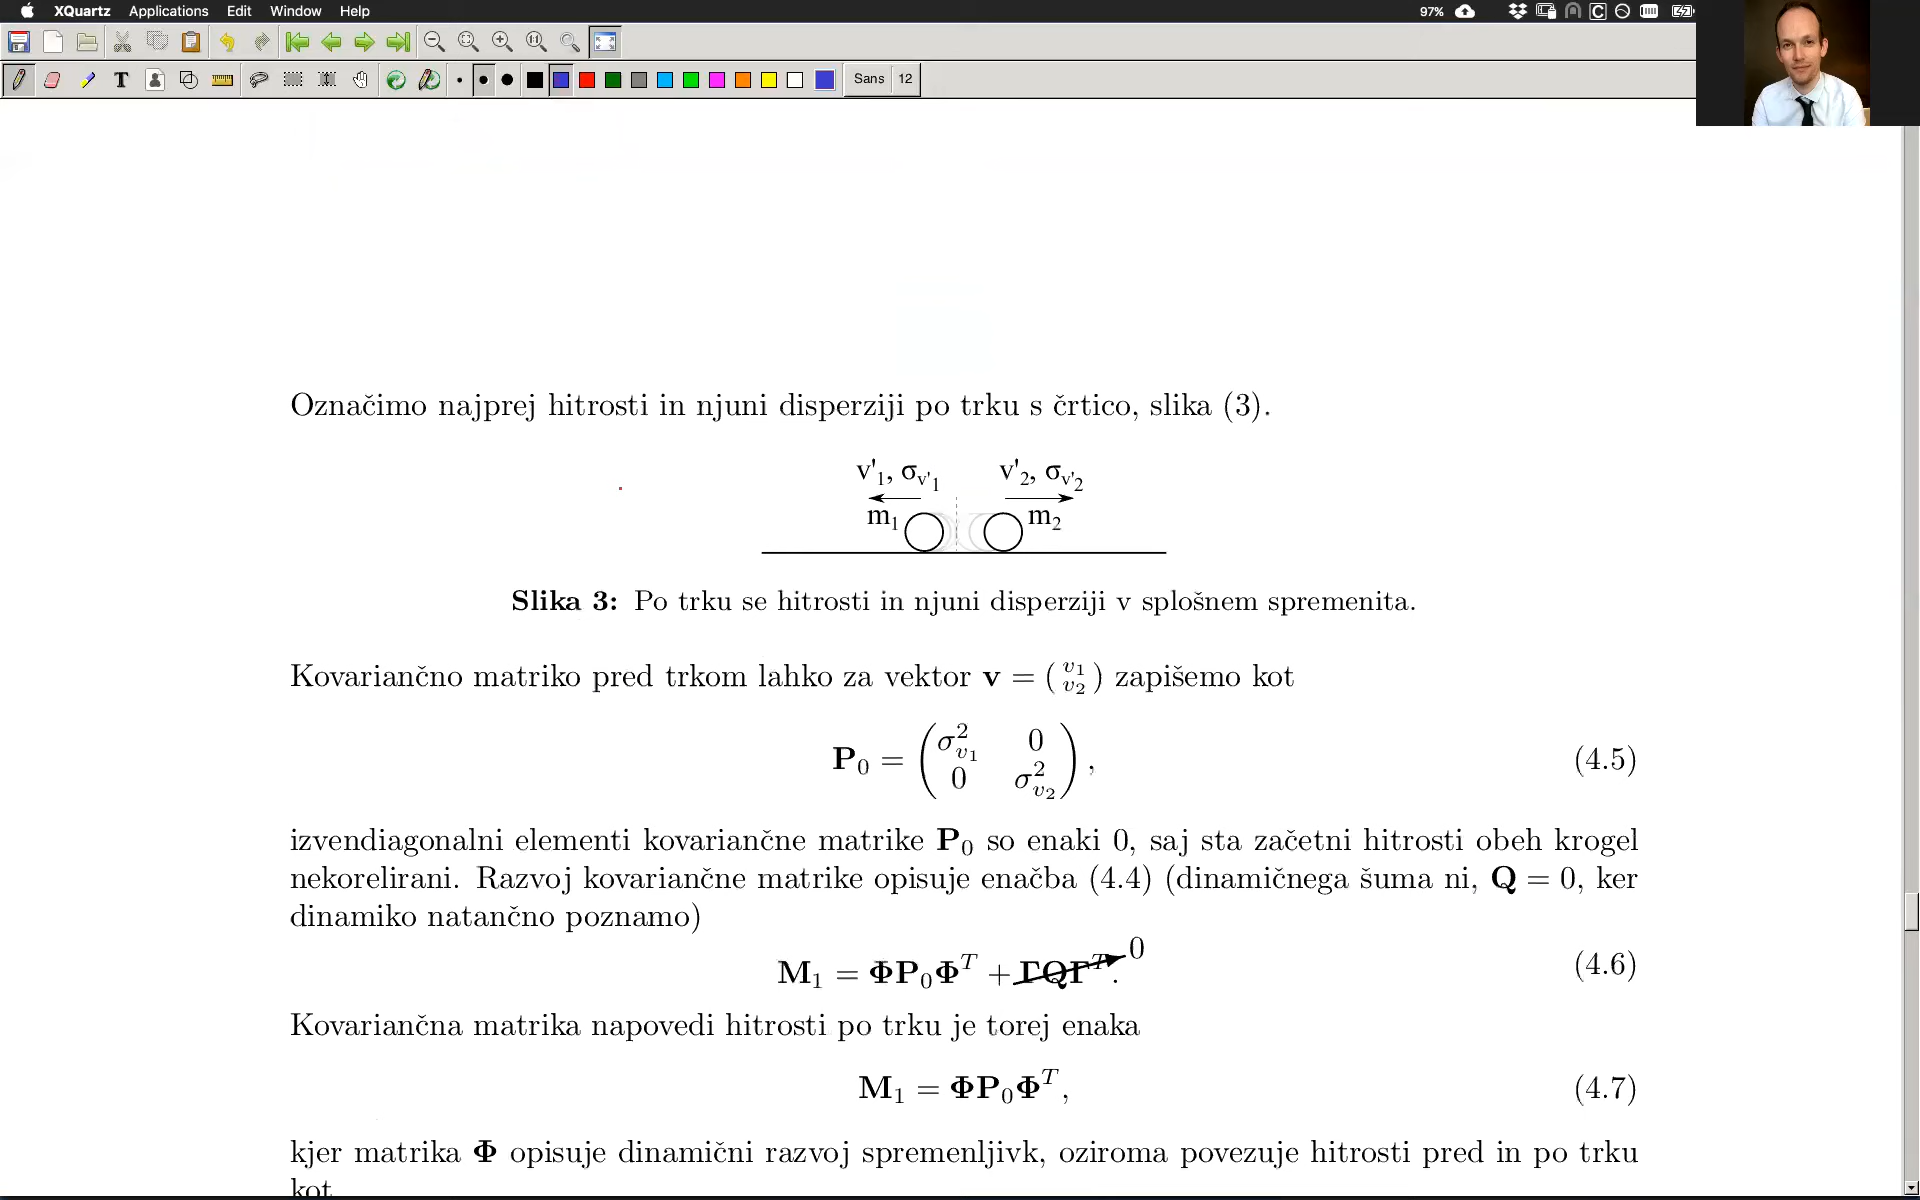 XQuartz Applications Edit Window Help 97%
Sans 12
Označimo najprej hitrosti in njuni disperziji po trku s črtico, slika (3).
v'₁, σᵥ'₁ v'₂, σᵥ'₂
m₁ m₂
Slika 3: Po trku se hitrosti in njuni disperziji v splošnem spremenita.
Kovariančno matriko pred trkom lahko za vektor v = (v₁ v₂) zapišemo kot
P₀ = (σ²ᵥ₁ 0 0 σ²ᵥ₂), (4.5)
izvendiagonalni elementi kovariančne matrike P₀ so enaki 0, saj sta začetni hitrosti obeh krogel
nekorelirani. Razvoj kovariančne matrike opisuje enačba (4.4) (dinamičnega šuma ni, Q = 0, ker
dinamiko natančno poznamo)
M₁ = ΦP₀Φᵀ + ΓQΓᵀ. 0 (4.6)
Kovariančna matrika napovedi hitrosti po trku je torej enaka
M₁ = ΦP₀Φᵀ, (4.7)
kjer matrika Φ opisuje dinamični razvoj spremenljivk, oziroma povezuje hitrosti pred in po trku
kot